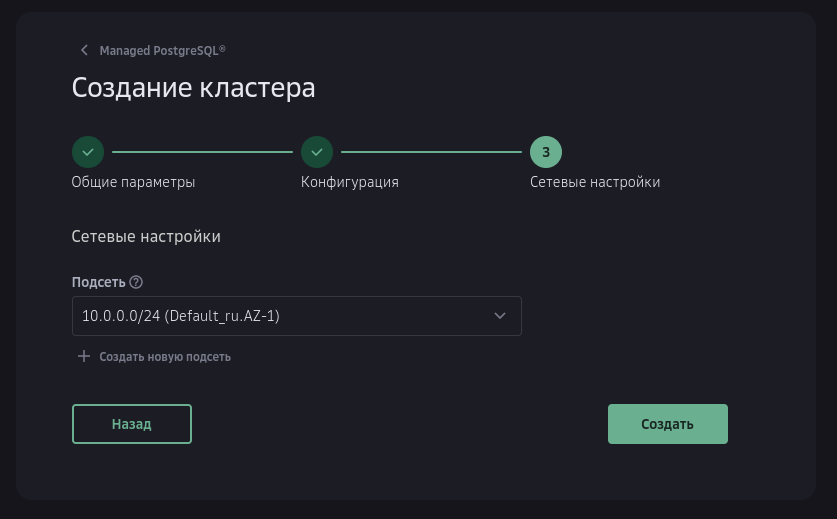 Managed PostgreSQL®
Создание кластера
3
Общие параметры
Конфигурация
Сетевые настройки
Сетевые настройки
Подсеть
10.0.0.0/24 (Default_ru.AZ-1)
Создать новую подсеть
Назад
Создать